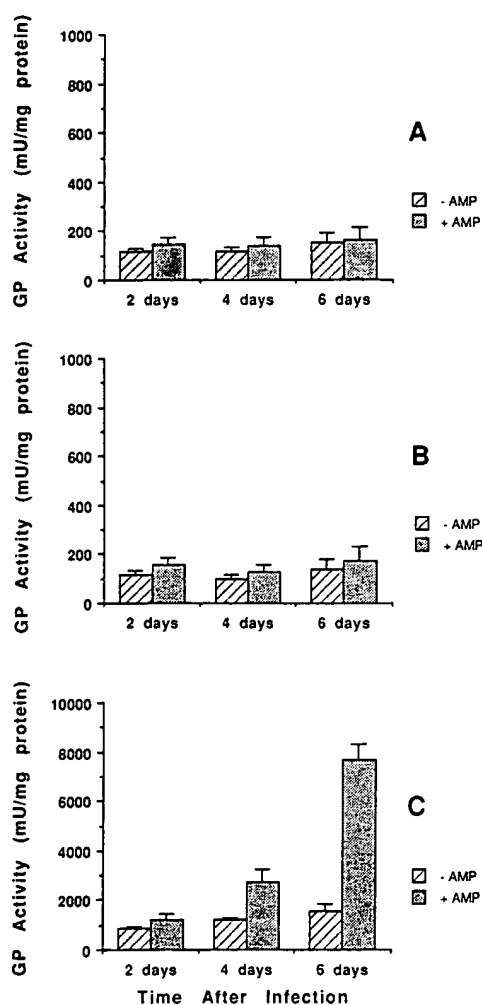 GP Activity (mU/mg protein)
1000
800
600
400
200
0
2 days 4 days 6 days
A
- AMP
+ AMP
GP Activity (mU/mg protein)
1000
800
600
400
200
0
2 days 4 days 6 days
B
- AMP
+ AMP
GP Activity (mU/mg protein)
10000
8000
6000
4000
2000
0
2 days 4 days 6 days
C
- AMP
+ AMP
Time After Infection